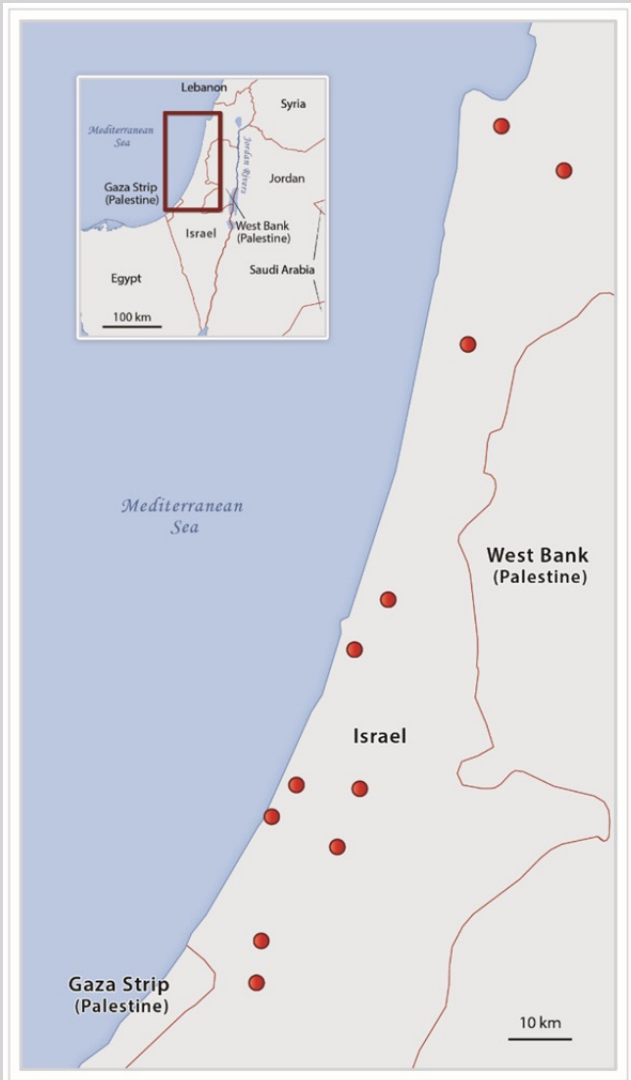 Lebanon
Syria
Mediterranean
Sea
Jordan Rivers
Jordan
Gaza Strip
(Palestine)
West Bank
(Palestine)
Israel
Saudi Arabia
Egypt
100 km
Mediterranean
Sea
West Bank
(Palestine)
Israel
Gaza Strip
(Palestine)
10 km